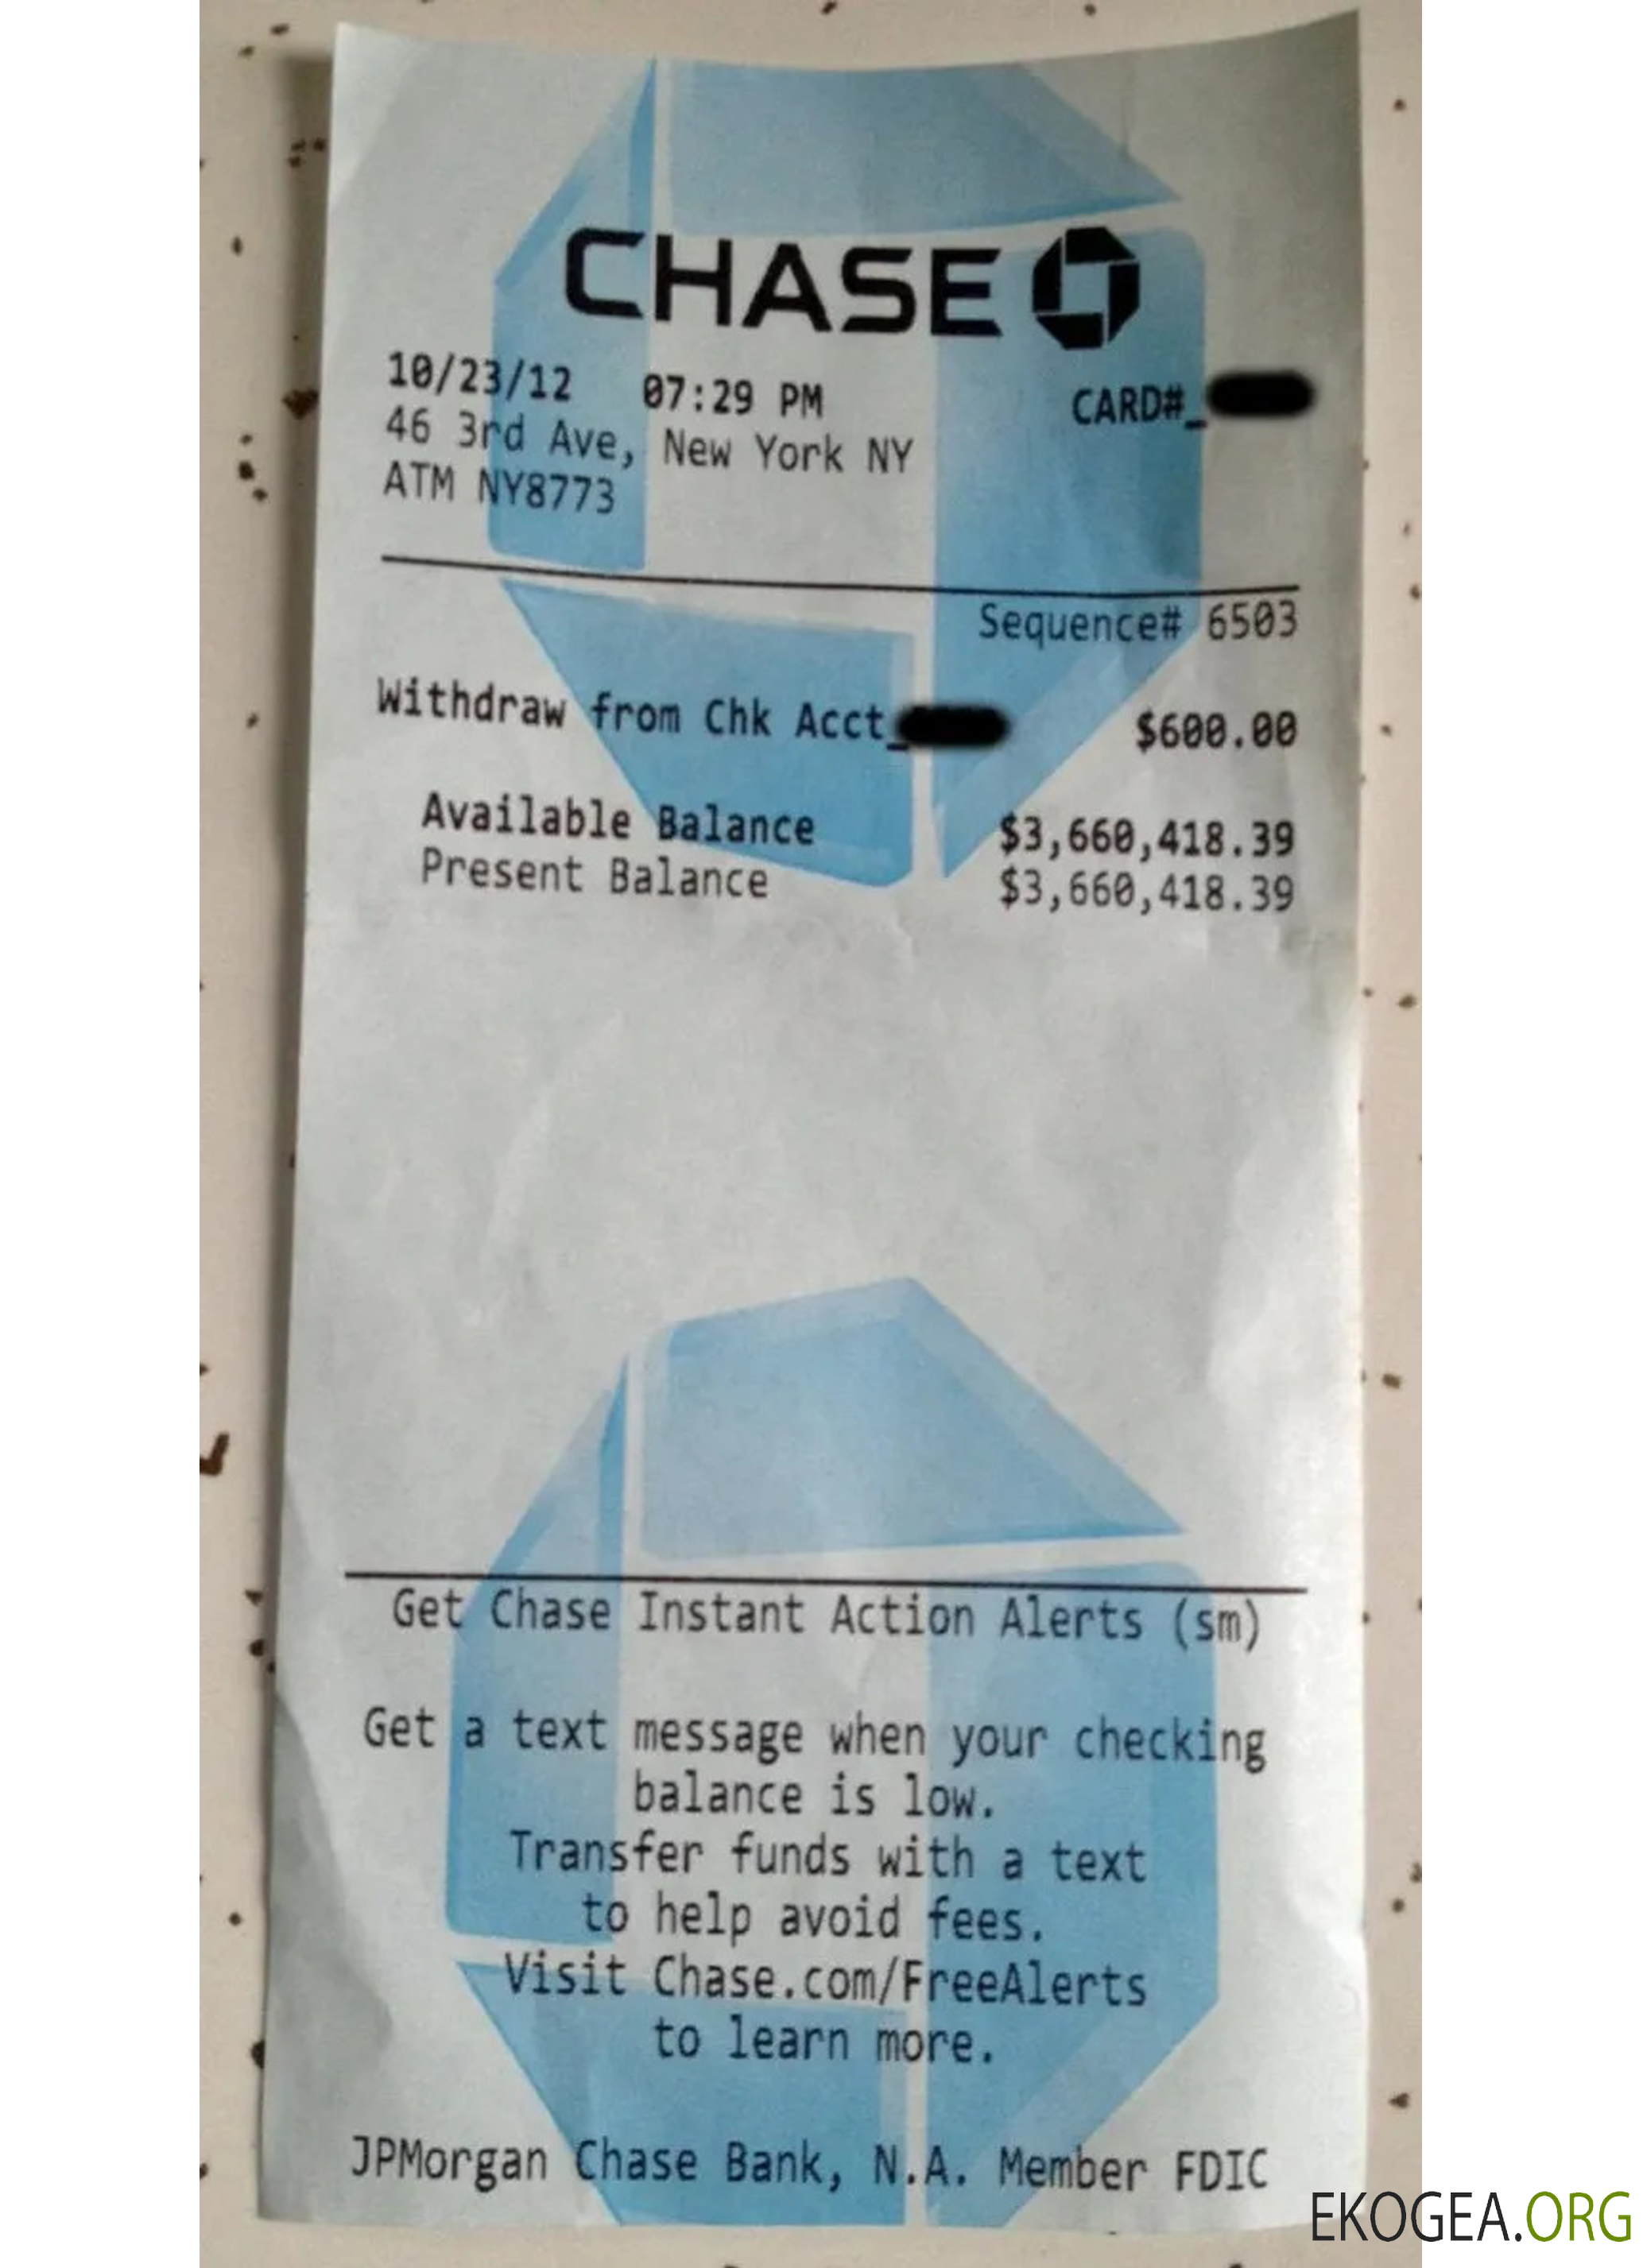 CHASE
10/23/12 07:29 PM CARD#_
46 3rd Ave, New York NY
ATM NY8773
Sequence# 6503
Withdraw from Chk Acct_ $600.00
Available Balance $3,660,418.39
Present Balance $3,660,418.39
Get Chase Instant Action Alerts (sm)
Get a text message when your checking
balance is low.
Transfer funds with a text
to help avoid fees.
Visit Chase.com/FreeAlerts
to learn more.
JPMorgan Chase Bank, N.A. Member FDIC
EKOGEA.ORG